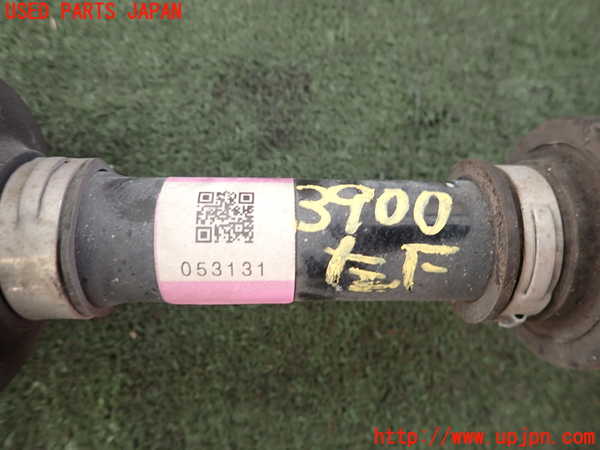 USED PARTS JAPAN
053131
3900
左F
http://www.upjpn.com/